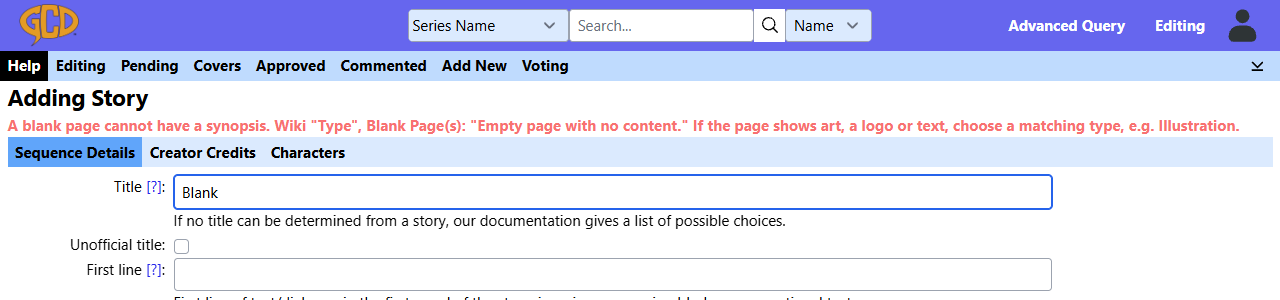 GCD
Series Name Search... Name Advanced Query Editing
Help Editing Pending Covers Approved Commented Add New Voting
Adding Story
A blank page cannot have a synopsis. Wiki "Type", Blank Page(s): "Empty page with no content." If the page shows art, a logo or text, choose a matching type, e.g. Illustration.
Sequence Details Creator Credits Characters
Title [?]: Blank
If no title can be determined from a story, our documentation gives a list of possible choices.
Unofficial title:
First line [?]: